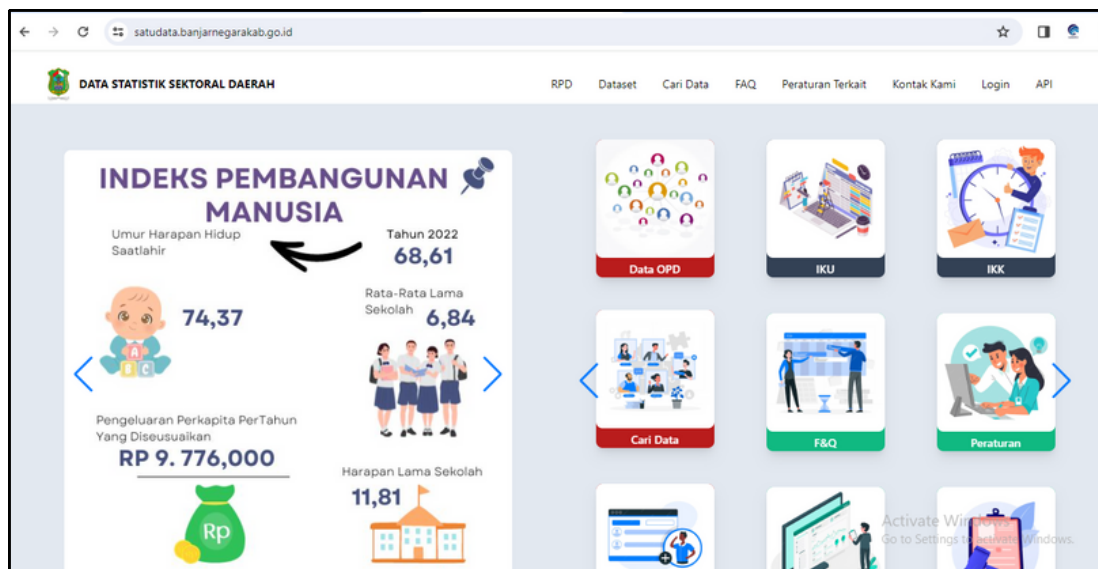 satudata.banjarnegarakab.go.id
DATA STATISTIK SEKTORAL DAERAH
RPD Dataset Cari Data FAQ Peraturan Terkait Kontak Kami Login API
INDEKS PEMBANGUNAN
MANUSIA
Umur Harapan Hidup
Saatlahir
74,37
Tahun 2022
68,61
Rata-Rata Lama
Sekolah 6,84
Pengeluaran Perkapita PerTahun
Yang Diseusuaikan
RP 9. 776,000
Rp
Harapan Lama Sekolah
11,81
A
B C
Data OPD
IKU
IKK
Cari Data
F&Q
Peraturan
Activate Windows
Go to Settings to activate Windows.